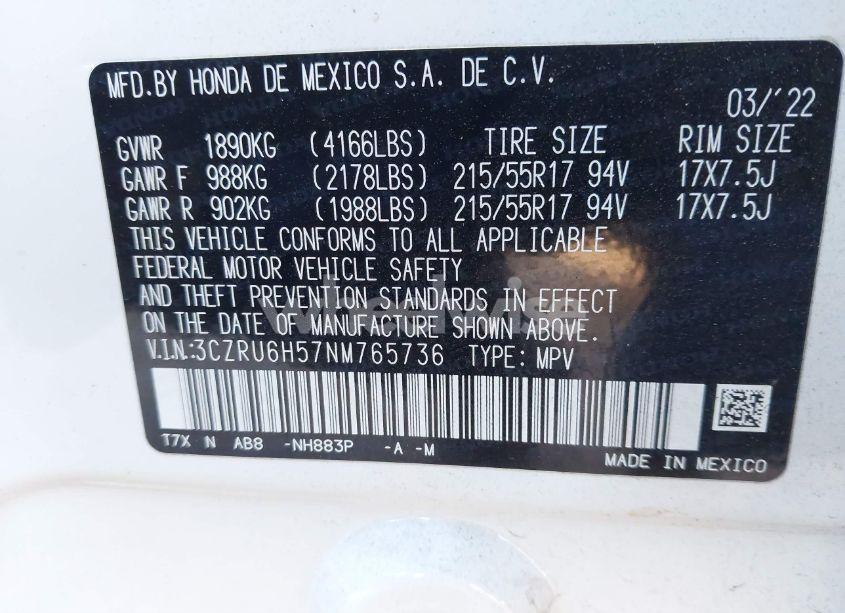 MFD.BY HONDA DE MEXICO S.A. DE C.V.
03/'22
GVWR 1890KG (4166LBS) TIRE SIZE RIM SIZE
GAWR F 988KG (2178LBS) 215/55R17 94V 17X7.5J
GAWR R 902KG (1988LBS) 215/55R17 94V 17X7.5J
THIS VEHICLE CONFORMS TO ALL APPLICABLE
FEDERAL MOTOR VEHICLE SAFETY
AND THEFT PREVENTION STANDARDS IN EFFECT
ON THE DATE OF MANUFACTURE SHOWN ABOVE.
V.I.N.:3CZRU6H57NM765736 TYPE: MPV
T7X N AB8 -NH883P -A -M
MADE IN MEXICO